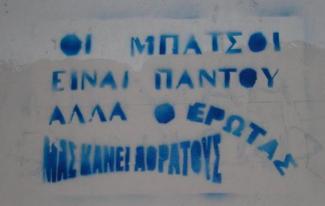 ΟΙ ΜΠΑΤΣΟΙ
ΕΙΝΑΙ ΠΑΝΤΟΥ
ΑΛΛΑ Ο ΕΡΩΤΑΣ
ΜΑΣ ΚΑΝΕΙ ΑΟΡΑΤΟΥΣ